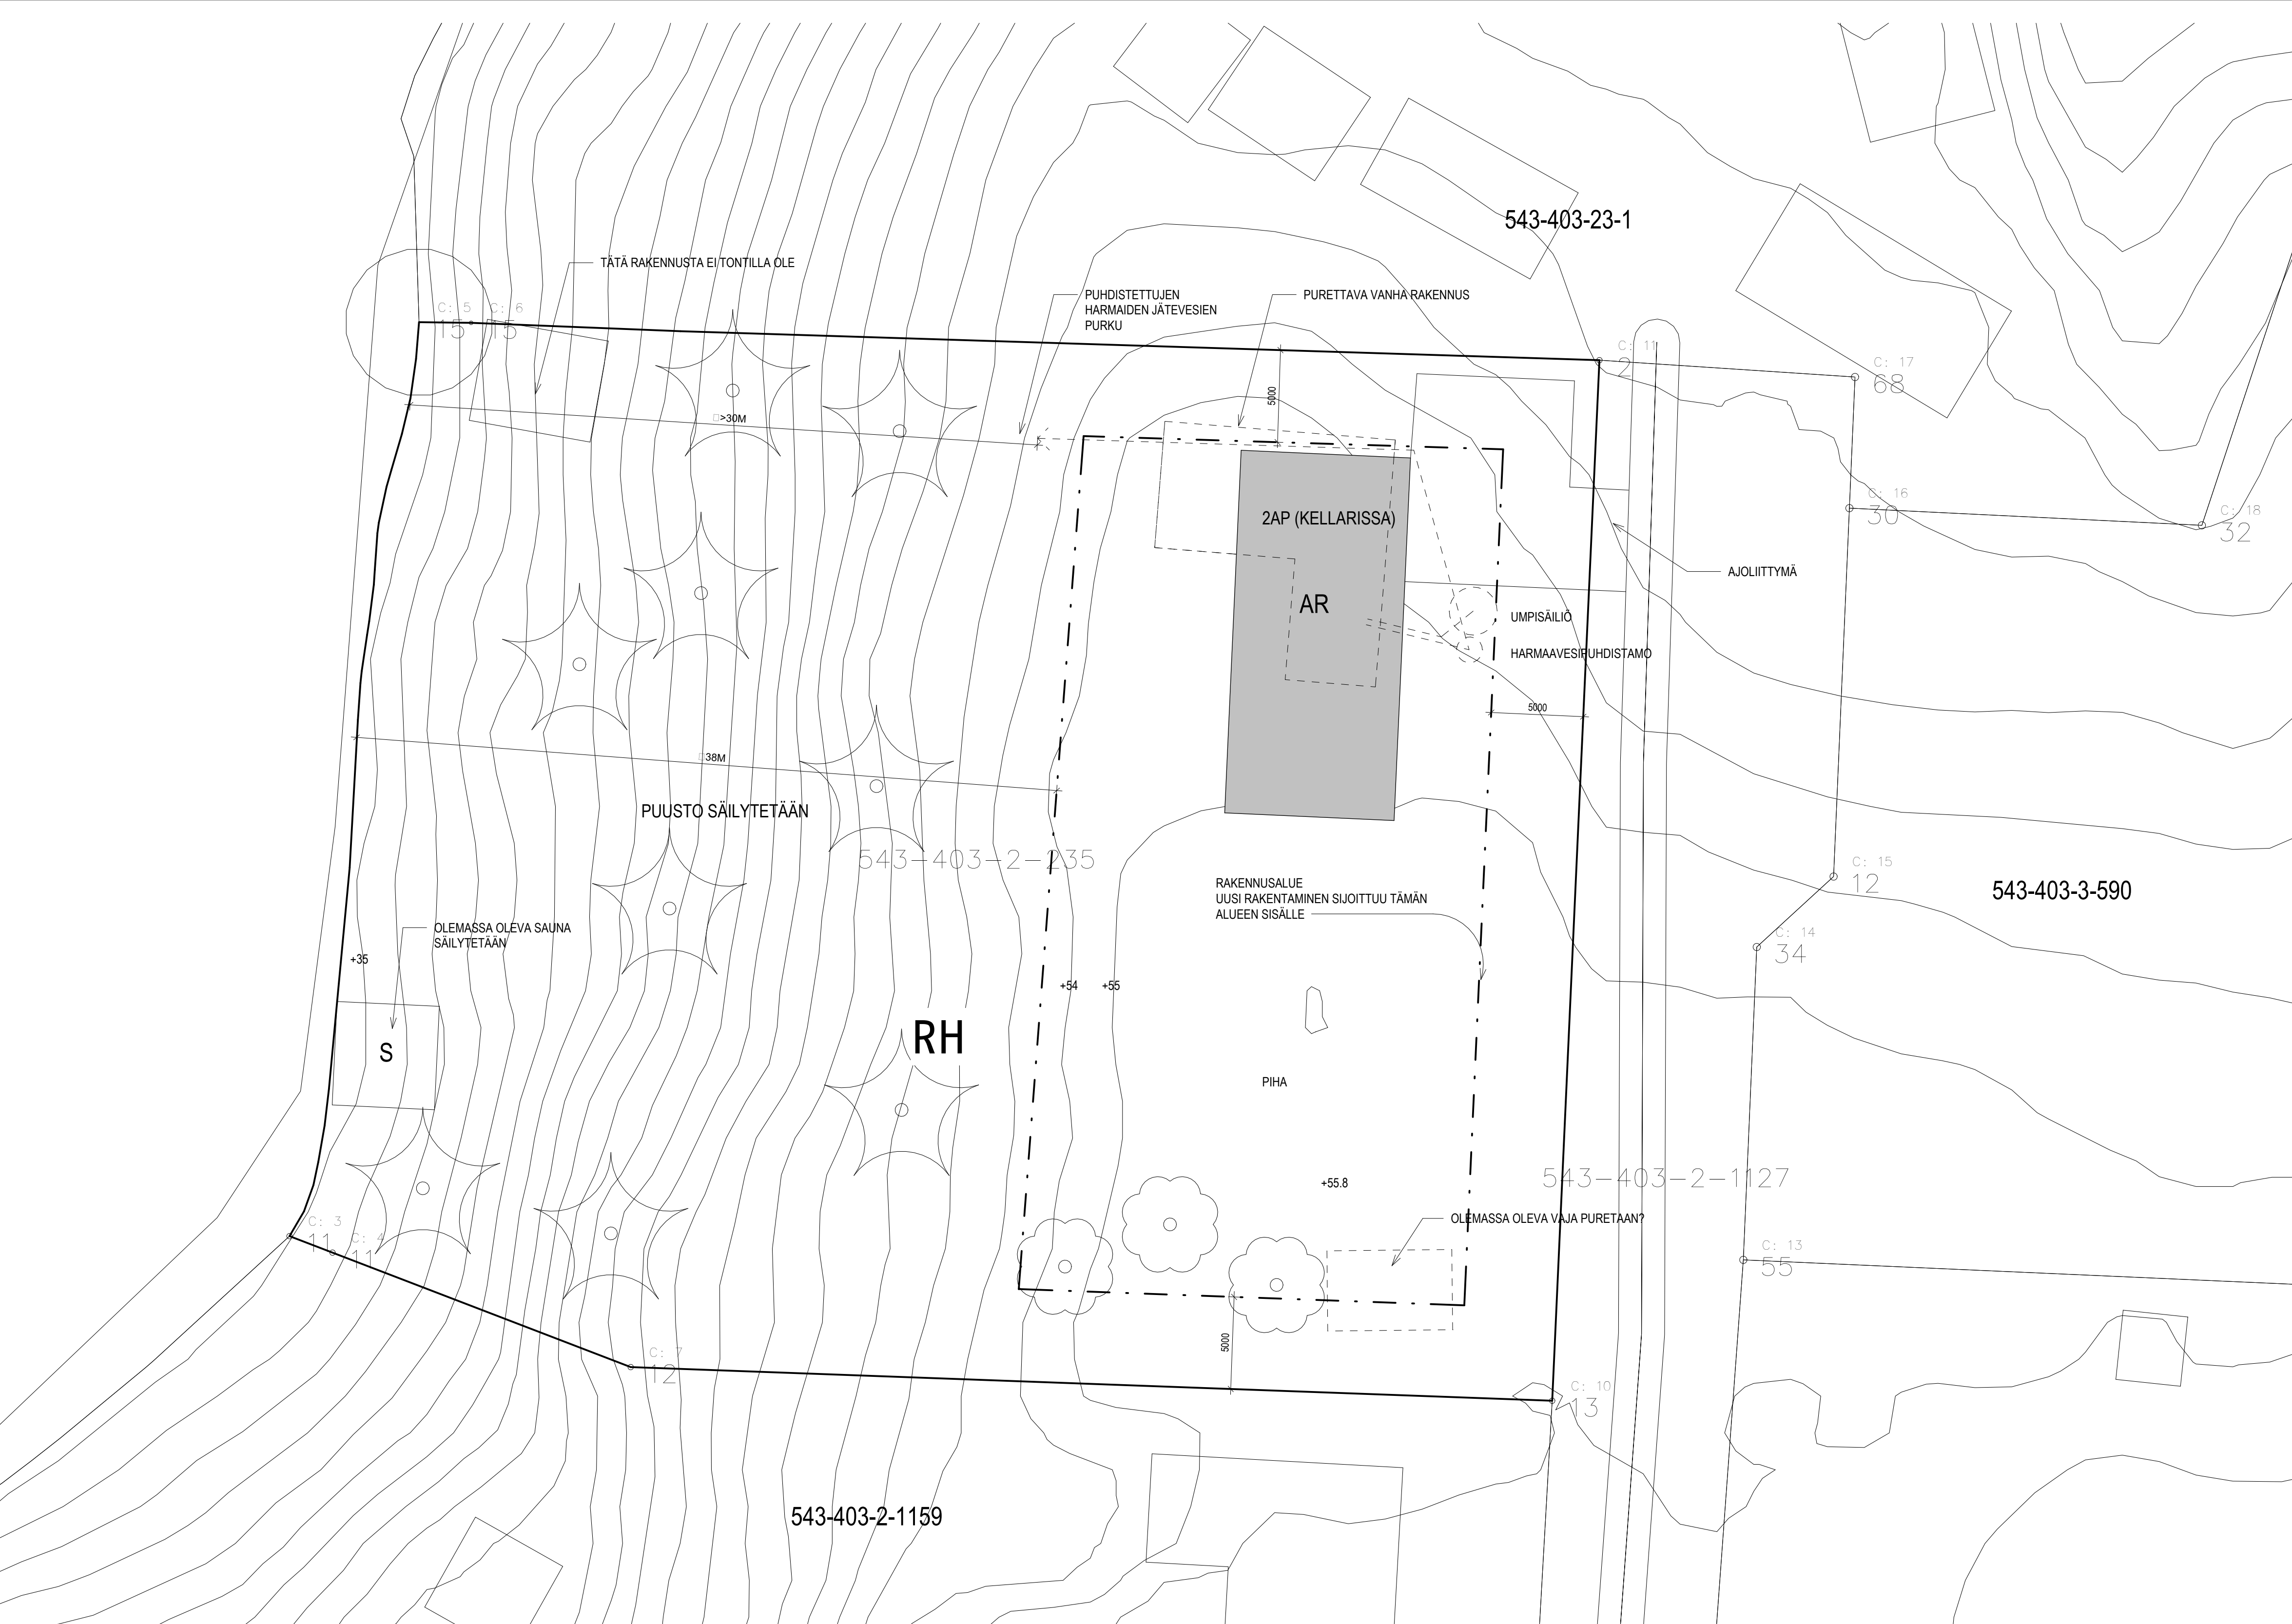 543-403-23-1
TÄTÄ RAKENNUSTA EI TONTILLA OLE
PUHDISTETTUJEN
HARMAIDEN JÄTEVESIEN
PURKU
PURETTAVA VANHA RAKENNUS
C: 5
15
C: 6
15
C: 11
2
C: 17
68
>30M
5000
C: 16
30
C: 18
32
2AP (KELLARISSA)
AJOLIITTYMÄ
AR
UMPISÄILIÖ
HARMAAVESIPUHDISTAMO
5000
38M
PUUSTO SÄILYTETÄÄN
543-403-2-235
C: 15
12
RAKENNUSALUE
UUSI RAKENTAMINEN SIJOITTUU TÄMÄN
ALUEEN SISÄLLE
543-403-3-590
OLEMASSA OLEVA SAUNA
SÄILYTETÄÄN
C: 14
34
+35
+54
+55
RH
S
PIHA
543-403-2-1127
+55.8
OLEMASSA OLEVA VAJA PURETAAN?
C: 3
11
C: 4
11
C: 13
55
5000
C: 7
12
C: 10
13
543-403-2-1159